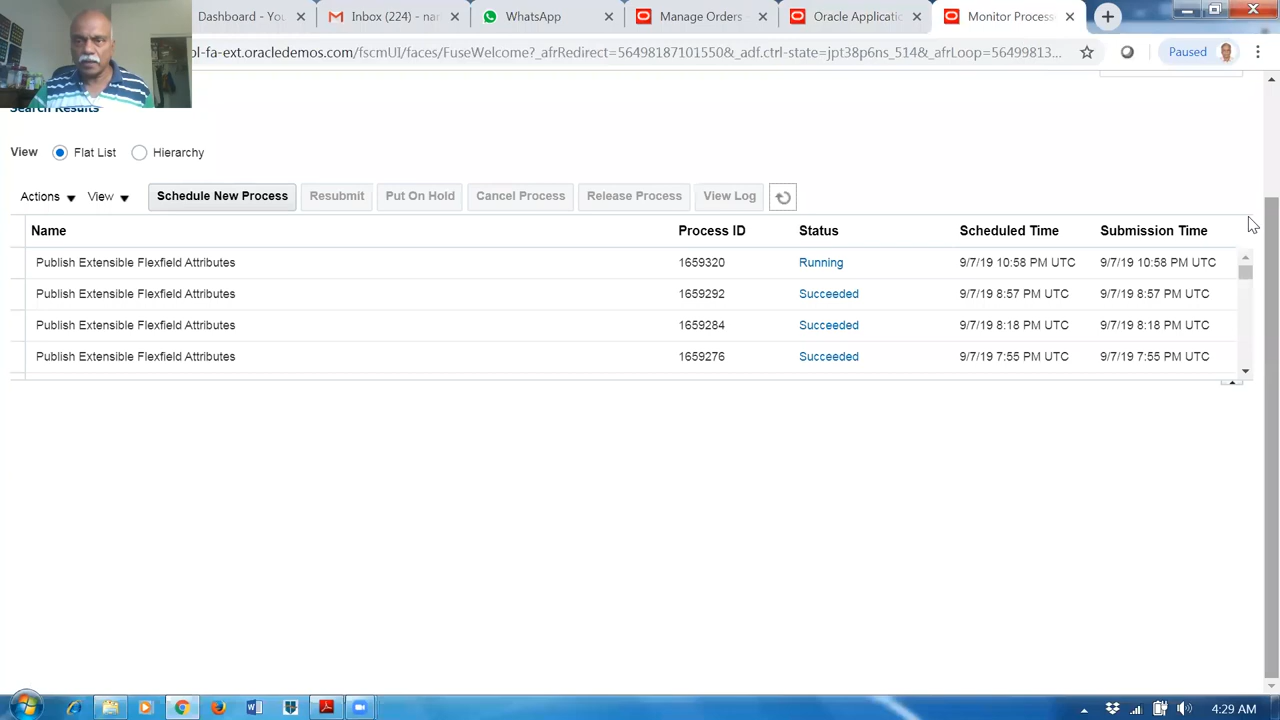 Dashboard - You
Inbox (224) - na
WhatsApp
Manage Orders
Oracle Applicatio
Monitor Process
ol-fa-ext.oracledemos.com/fscmUI/faces/FuseWelcome?_afrRedirect=56498187101550&_adf.ctrl-state=jpt38p6ns_514&_afrLoop=5649981 3...
Paused
Search Results
View Flat List Hierarchy
Actions View Schedule New Process Resubmit Put On Hold Cancel Process Release Process View Log
Name Process ID Status Scheduled Time Submission Time
Publish Extensible Flexfield Attributes 1659320 Running 9/7/19 10:58 PM UTC 9/7/19 10:58 PM UTC
Publish Extensible Flexfield Attributes 1659292 Succeeded 9/7/19 8:57 PM UTC 9/7/19 8:57 PM UTC
Publish Extensible Flexfield Attributes 1659284 Succeeded 9/7/19 8:18 PM UTC 9/7/19 8:18 PM UTC
Publish Extensible Flexfield Attributes 1659276 Succeeded 9/7/19 7:55 PM UTC 9/7/19 7:55 PM UTC
4:29 AM